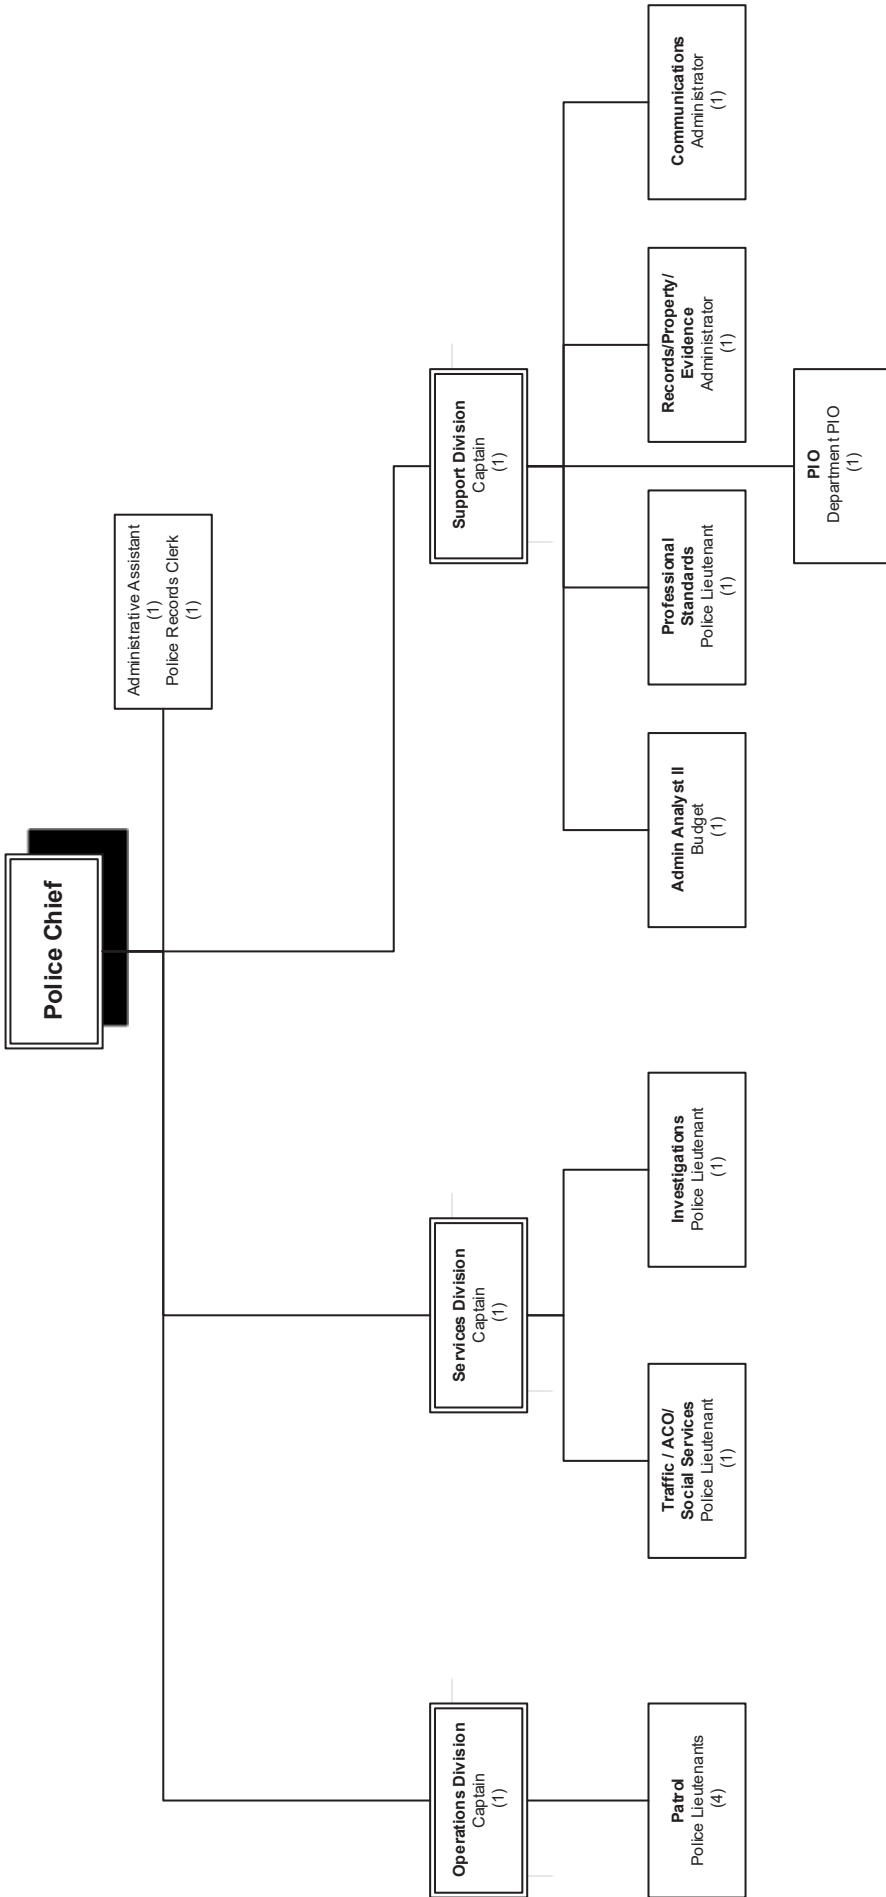 Police Chief
Administrative Assistant
(1)
Police Records Clerk
(1)
Operations Division
Captain
(1)
Services Division
Captain
(1)
Support Division
Captain
(1)
Patrol
Police Lieutenants
(4)
Traffic / ACO/
Social Services
Police Lieutenant
(1)
Investigations
Police Lieutenant
(1)
Admin Analyst II
Budget
(1)
Professional
Standards
Police Lieutenant
(1)
Records/Property/
Evidence
Administrator
(1)
Communications
Administrator
(1)
PIO
Department PIO
(1)